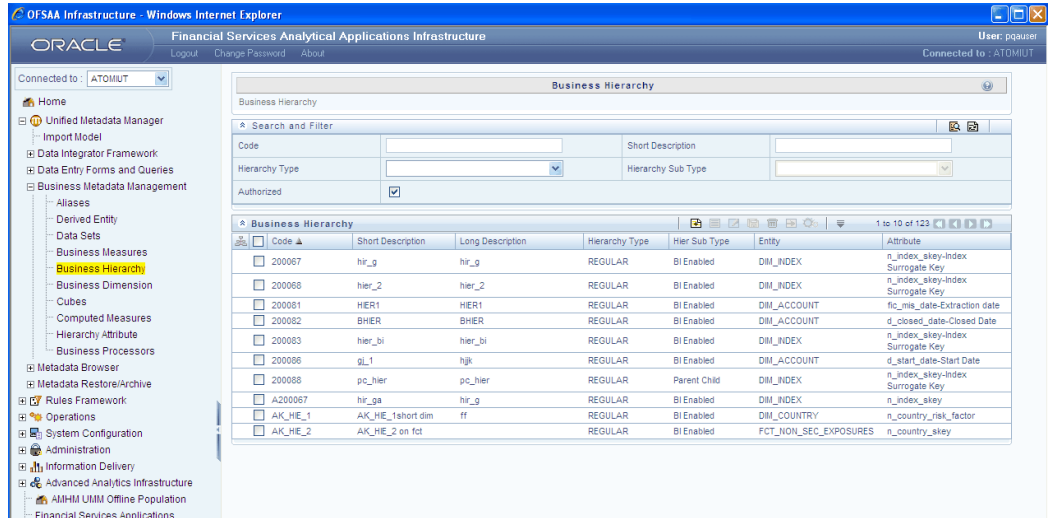 OFSAA Infrastructure - Windows Internet Explorer
ORACLE
Financial Services Analytical Applications Infrastructure
User: pqauser
Logout Change Password About
Connected to : ATOMIUT
Connected to : ATOMIUT
Home
Unified Metadata Manager
Import Model
Data Integrator Framework
Data Entry Forms and Queries
Business Metadata Management
Aliases
Derived Entity
Data Sets
Business Measures
Business Hierarchy
Business Dimension
Cubes
Computed Measures
Hierarchy Attribute
Business Processors
Metadata Browser
Metadata Restore/Archive
Rules Framework
Operations
System Configuration
Administration
Information Delivery
Advanced Analytics Infrastructure
AMHM UMM Offline Population
Financial Services Applications
Business Hierarchy
Business Hierarchy
Search and Filter
Code
Short Description
Hierarchy Type
Hierarchy Sub Type
Authorized
Business Hierarchy
1 to 10 of 123
Code Short Description Long Description Hierarchy Type Hier Sub Type Entity Attribute
200067 hir_g hir_g REGULAR BI Enabled DIM_INDEX n_index_skey-Index
Surrogate Key
200068 hier_2 hier_2 REGULAR BI Enabled DIM_INDEX n_index_skey-Index
Surrogate Key
200081 HIER1 HIER1 REGULAR BI Enabled DIM_ACCOUNT fic_mis_date-Extraction date
200082 BHIER BHIER REGULAR BI Enabled DIM_ACCOUNT d_closed_date-Closed Date
200083 hier_bi hier_bi REGULAR BI Enabled DIM_INDEX n_index_skey-Index
Surrogate Key
200086 gj_1 hjjk REGULAR BI Enabled DIM_ACCOUNT d_start_date-Start Date
200088 pc_hier pc_hier REGULAR Parent Child DIM_INDEX n_index_skey-Index
Surrogate Key
A200067 hir_ga hir_g REGULAR BI Enabled DIM_INDEX n_index_skey
AK_HIE_1 AK_HIE_1short dim ff REGULAR BI Enabled DIM_COUNTRY n_country_risk_factor
AK_HIE_2 AK_HIE_2 on fct REGULAR BI Enabled FCT_NON_SEC_EXPOSURES n_country_skey